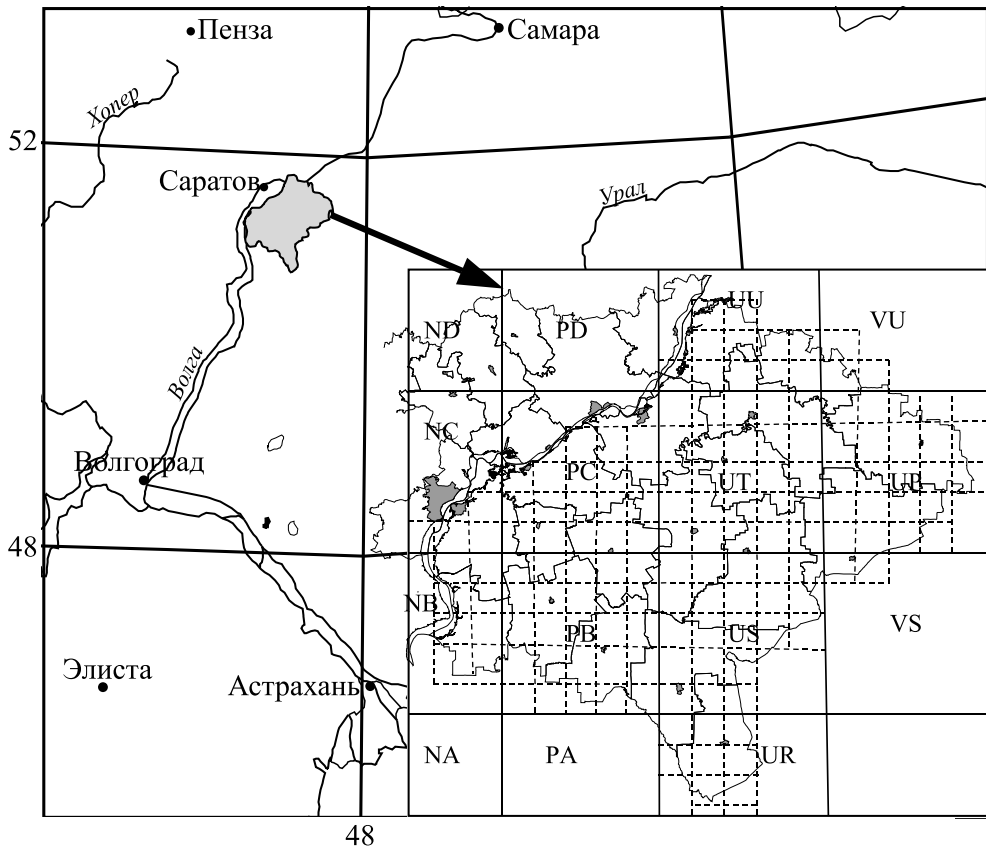 Пенза
Самара
Хопер
52
Саратов
Урал
UU
VU
ND
PD
Волга
NC
Волгоград
PC
UT
UB
48
NB
PB
US
VS
Элиста
Астрахань
NA
PA
UR
48